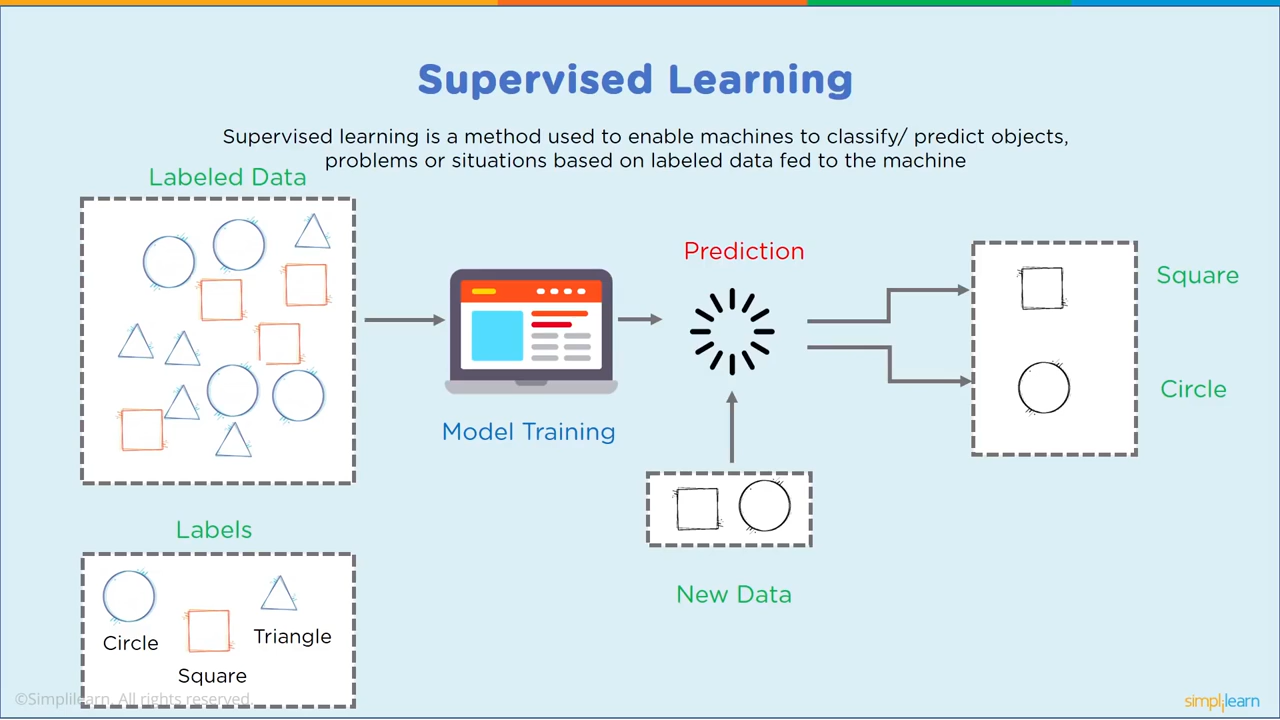 Supervised Learning
Supervised learning is a method used to enable machines to classify/ predict objects,
problems or situations based on labeled data fed to the machine
Labeled Data
Prediction
Square
Circle
Model Training
Labels
New Data
Circle
Triangle
Square
©Simplilearn. All rights reserved.
simplilearn